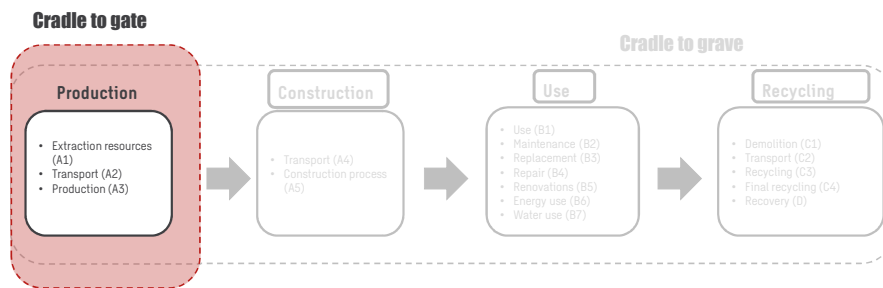 Cradle to gate
Cradle to grave
Production
• Extraction resources
(A1)
• Transport (A2)
• Production (A3)
Construction
• Transport (A4)
• Construction process
(A5)
Use
• Use (B1)
• Maintenance (B2)
• Replacement (B3)
• Repair (B4)
• Renovations (B5)
• Energy use (B6)
• Water use (B7)
Recycling
• Demolition (C1)
• Transport (C2)
• Recycling (C3)
• Final recycling (C4)
• Recovery (D)